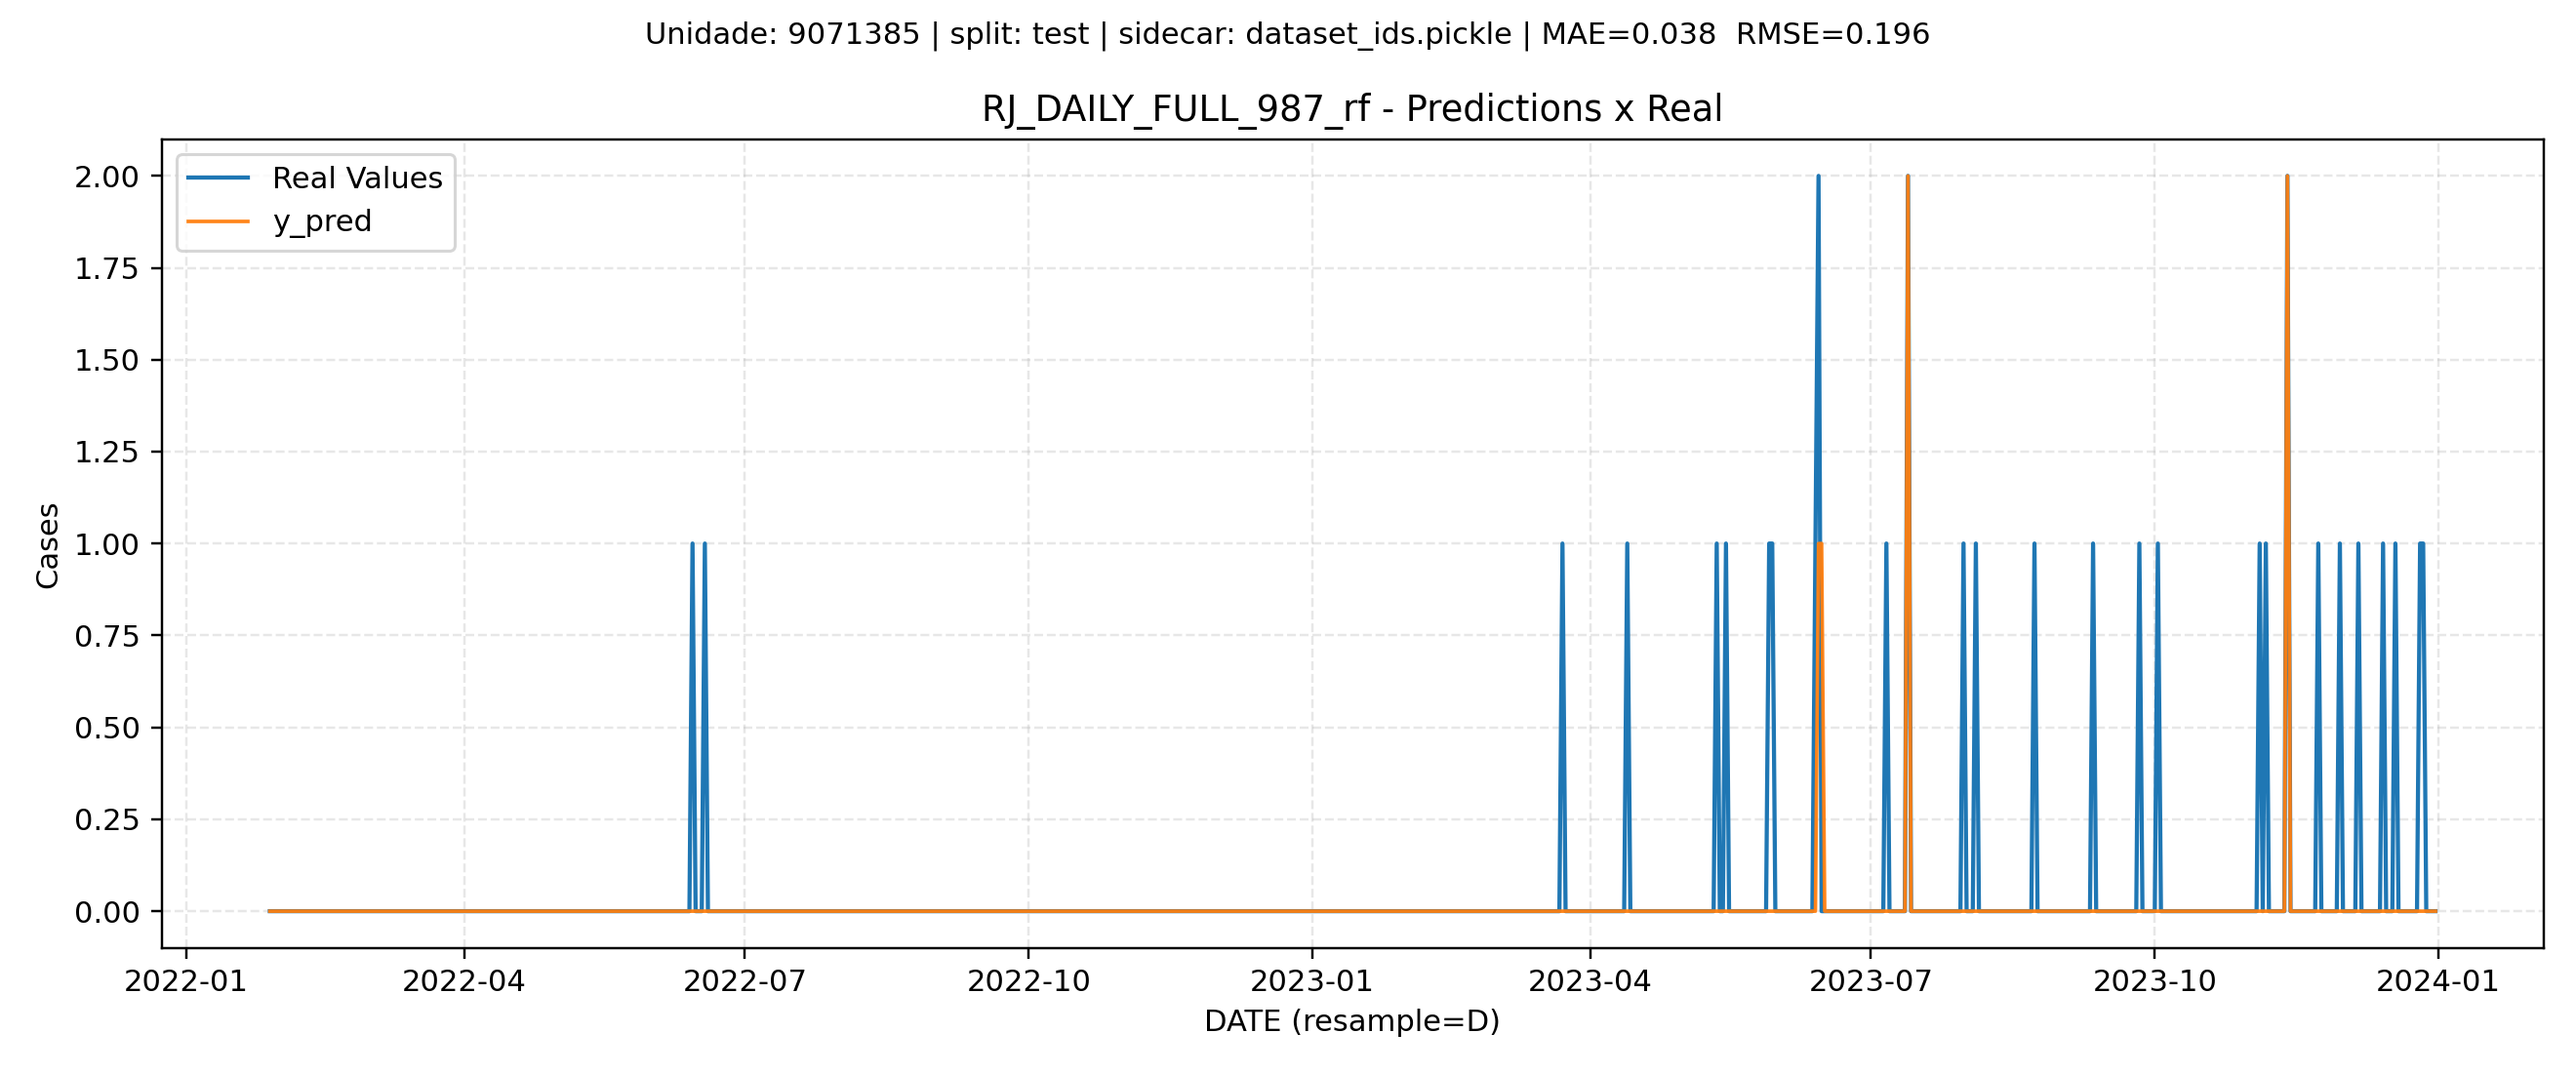 Unidade: 9071385 | split: test | sidecar: dataset_ids.pickle | MAE=0.038  RMSE=0.196
RJ_DAILY_FULL_987_rf - Predictions x Real
Real Values
y_pred
2.00
1.75
1.50
1.25
1.00
0.75
0.50
0.25
0.00
Cases
2022-01 2022-04 2022-07 2022-10 2023-01 2023-04 2023-07 2023-10 2024-01
DATE (resample=D)